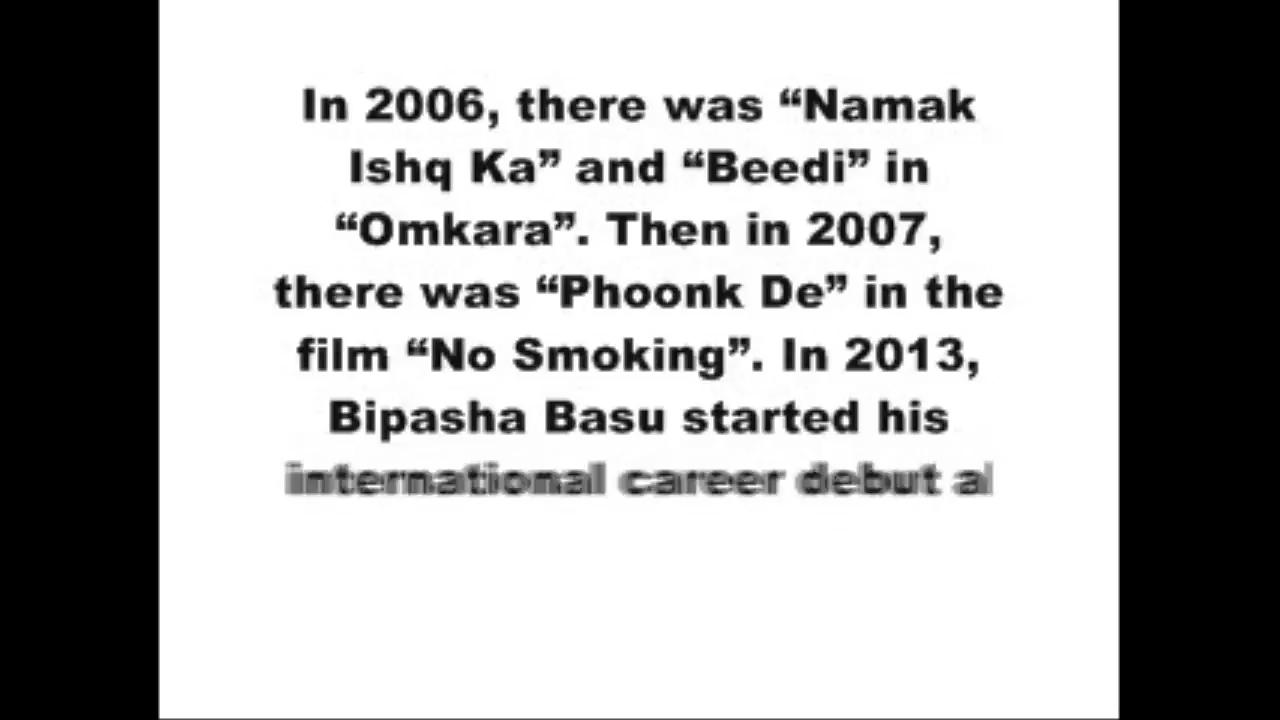 In 2006, there was “Namak
Ishq Ka” and “Beedi” in
“Omkara”. Then in 2007,
there was “Phoonk De” in the
film “No Smoking”. In 2013,
Bipasha Basu started his
international career debut